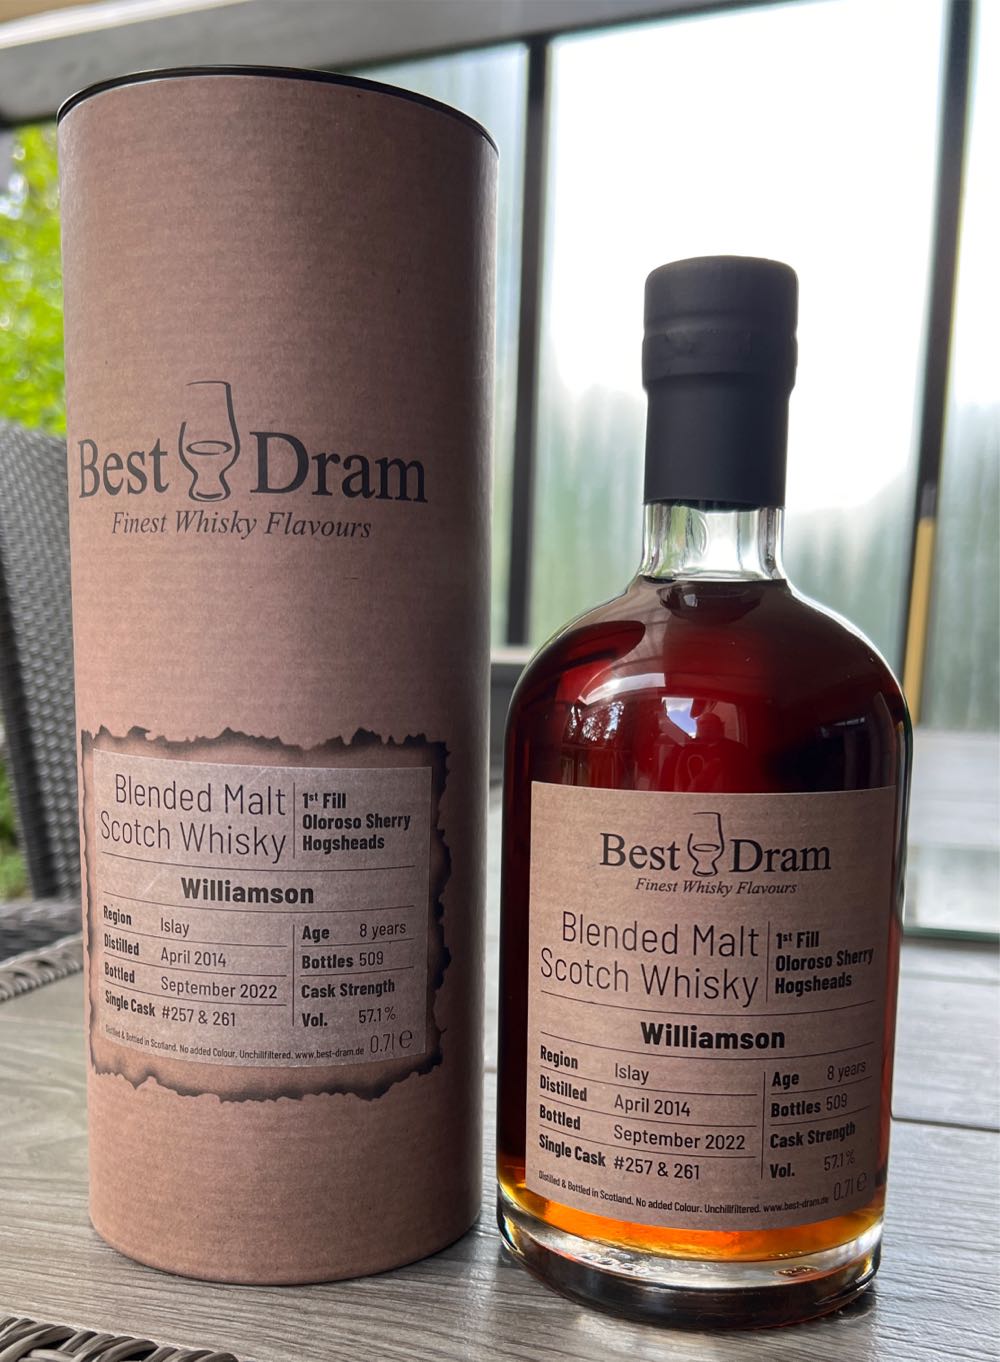 Best Dram
Finest Whisky Flavours
Blended Malt
Scotch Whisky
1st Fill
Oloroso Sherry
Hogsheads
Williamson
Region Islay
Distilled April 2014
Bottled September 2022
Single Cask #257 & 261
Age 8 years
Bottles 509
Cask Strength
Vol. 57.1%
Distilled & Bottled in Scotland. No added Colour. Unchillfiltered. www.best-dram.de 0.7l ℮
Best Dram
Finest Whisky Flavours
Blended Malt
Scotch Whisky
1st Fill
Oloroso Sherry
Hogsheads
Williamson
Region Islay
Distilled April 2014
Bottled September 2022
Single Cask #257 & 261
Age 8 years
Bottles 509
Cask Strength
Vol. 57.1%
Distilled & Bottled in Scotland. No added Colour. Unchillfiltered. www.best-dram.de 0.7l ℮